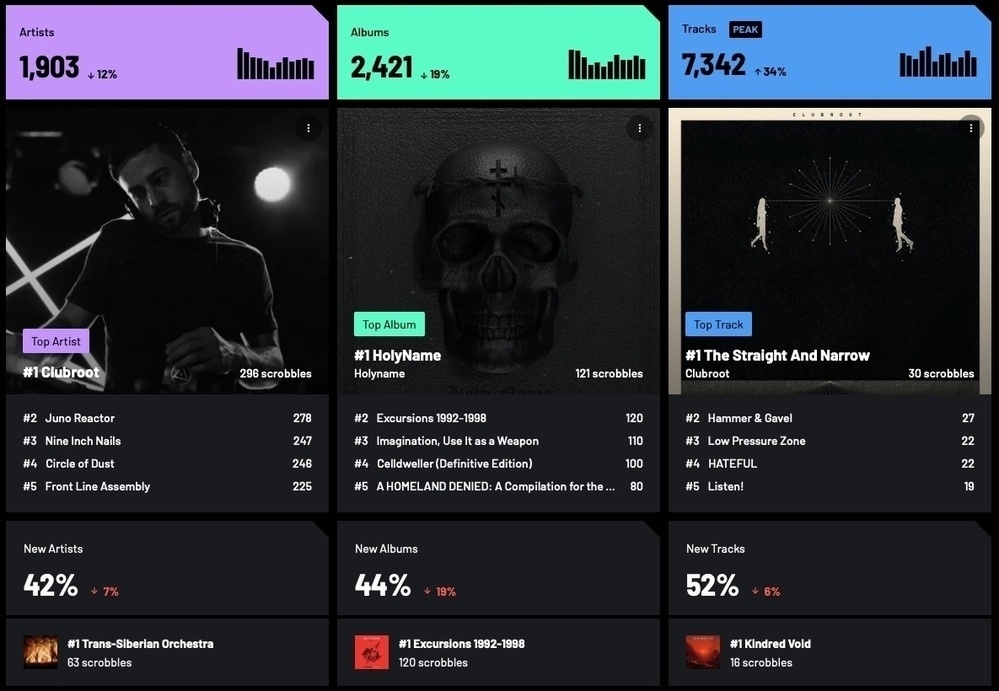 Artists
1,903 ↓ 12%
Albums
2,421 ↓ 19%
Tracks PEAK
7,342 ↑ 34%
Top Artist
#1 Clubroot
296 scrobbles
#2 Juno Reactor 278
#3 Nine Inch Nails 247
#4 Circle of Dust 246
#5 Front Line Assembly 225
Top Album
#1 HolyName
Holyname 121 scrobbles
#2 Excursions 1992-1998 120
#3 Imagination, Use It as a Weapon 110
#4 Celldweller (Definitive Edition) 100
#5 A HOMELAND DENIED: A Compilation for the ... 80
CLUBROOT
Top Track
#1 The Straight And Narrow
Clubroot 30 scrobbles
#2 Hammer & Gavel 27
#3 Low Pressure Zone 22
#4 HATEFUL 22
#5 Listen! 19
New Artists
42% ↓ 7%
#1 Trans-Siberian Orchestra
63 scrobbles
New Albums
44% ↓ 19%
#1 Excursions 1992-1998
120 scrobbles
New Tracks
52% ↓ 6%
#1 Kindred Void
16 scrobbles